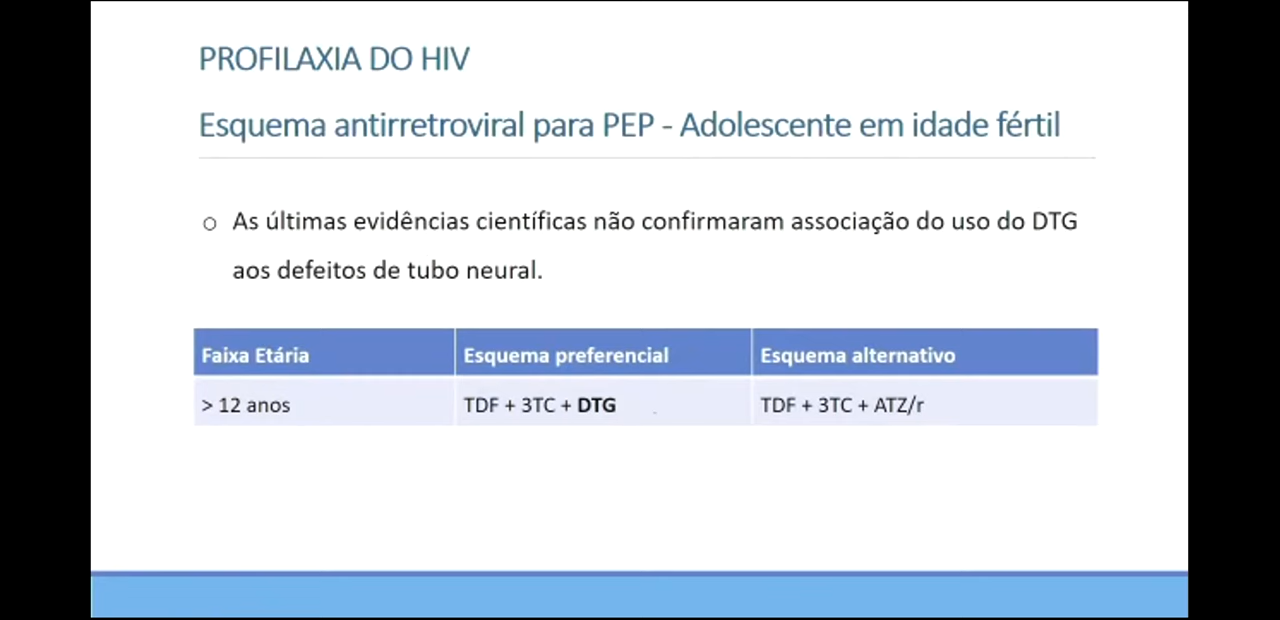 PROFILAXIA DO HIV
Esquema antirretroviral para PEP - Adolescente em idade fértil
o As últimas evidências científicas não confirmaram associação do uso do DTG
aos defeitos de tubo neural.
Faixa Etária Esquema preferencial Esquema alternativo
> 12 anos TDF + 3TC + DTG TDF + 3TC + ATZ/r